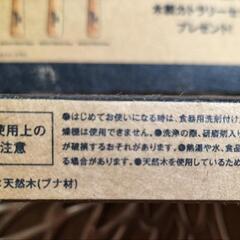 木製カトラリーセ
プレゼント
使用上の
注意
●はじめてお使いになる時は、食器用洗剤付け
燥機は使用できません。●洗浄の際、研磨剤入り
が破損するおそれがあります。●熱湯や水、食品
る場合があります。●天然木を使用しているため
天然木(ブナ材)